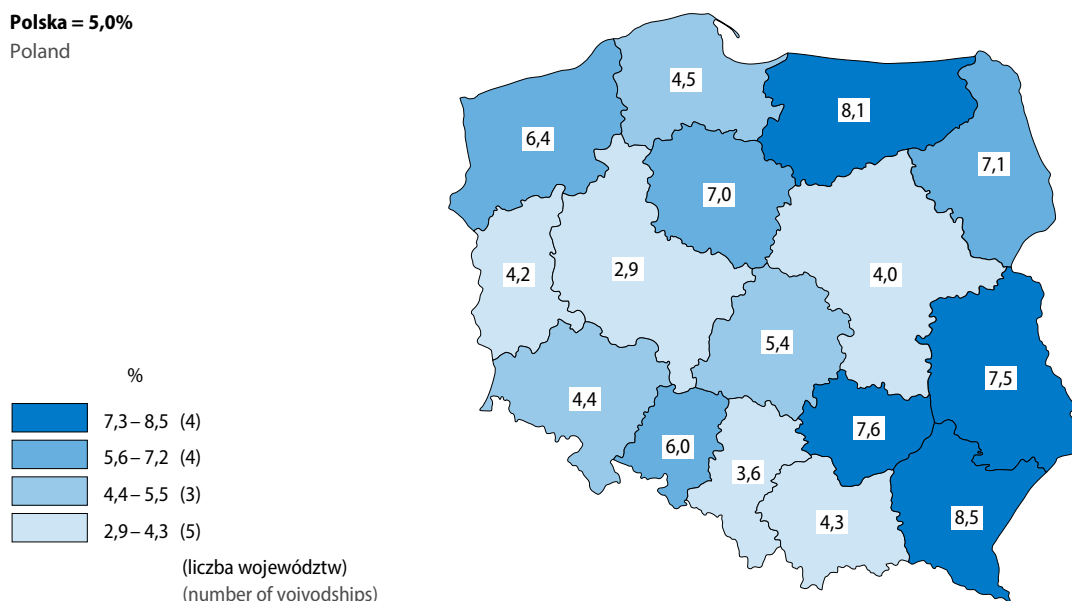 Polska = 5,0%
Poland
4,5
8,1
6,4
7,1
7,0
4,2
2,9
4,0
5,4
7,5
4,4
7,6
6,0
3,6
4,3
8,5
%
7,3 – 8,5 (4)
5,6 – 7,2 (4)
4,4 – 5,5 (3)
2,9 – 4,3 (5)
(liczba województw)
(number of voivodships)